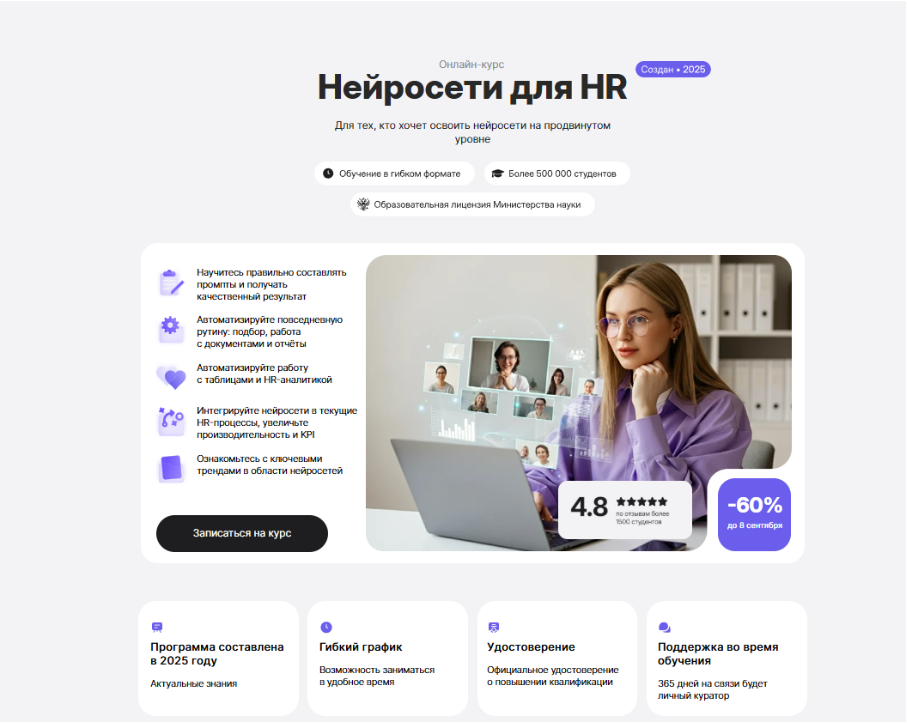 Онлайн-курс
Нейросети для HR
Создан • 2025
Для тех, кто хочет освоить нейросети на продвинутом
уровне
Обучение в гибком формате
Более 500 000 студентов
Образовательная лицензия Министерства науки
Научитесь правильно составлять
промпты и получать
качественный результат
Автоматизируйте повседневную
рутину: подбор, работа
с документами и отчёты
Автоматизируйте работу
с таблицами и HR-аналитикой
Интегрируйте нейросети в текущие
HR-процессы, увеличьте
производительность и KPI
Ознакомьтесь с ключевыми
трендами в области нейросетей
Записаться на курс
4.8
по отзывам более
1500 студентов
-60%
до 8 сентября
Программа составлена
в 2025 году
Актуальные знания
Гибкий график
Возможность заниматься
в удобное время
Удостоверение
Официальное удостоверение
о повышении квалификации
Поддержка во время
обучения
365 дней на связи будет
личный куратор